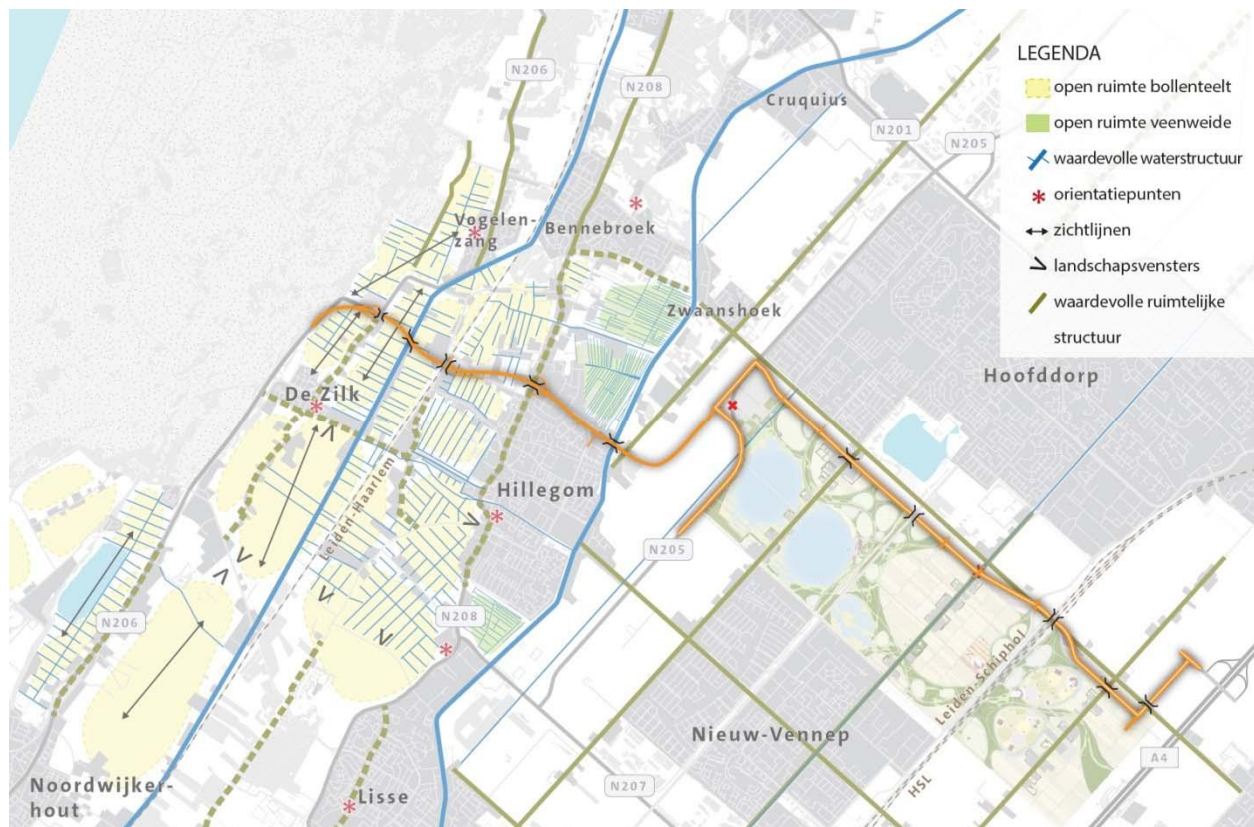 N206
N208
Cruquius
N201
N205
LEGENDA
open ruimte bollenteelt
open ruimte veenweide
waardevolle waterstructuur
orientatiepunten
zichtlijnen
landschapsvensters
waardevolle ruimtelijke
structuur
Vogelen-
zang
Bennebroek
Zwaanshoek
Hoofddorp
De Zilk
Leiden-Haarlem
Hillegom
N205
N206
N208
Leiden-Schiphol
HSL
Nieuw-Vennep
A4
N207
Noordwijker-
hout
Lisse